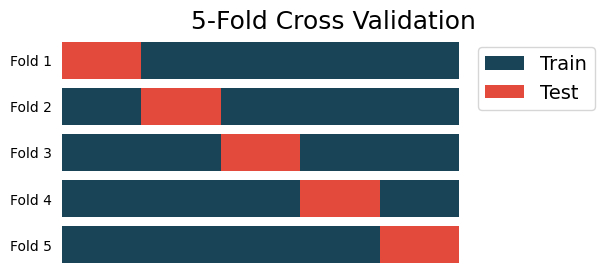 5-Fold Cross Validation
Fold 1
Fold 2
Fold 3
Fold 4
Fold 5
Train
Test